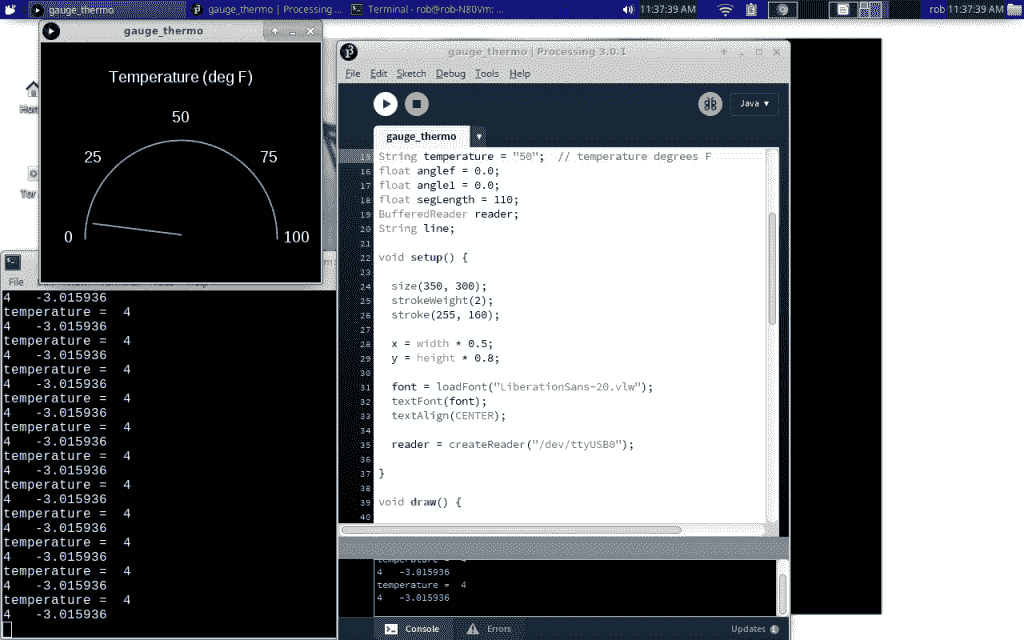 gauge_thermo
gauge_thermo | Processing ...
Terminal - rob@rob-N80Vm: ...
11:37:39 AM
rob 11:37:39 AM
gauge_thermo
Temperature (deg F)
50
25
75
0
100
File
4 -3.015936
temperature = 4
4 -3.015936
temperature = 4
4 -3.015936
temperature = 4
4 -3.015936
temperature = 4
4 -3.015936
temperature = 4
4 -3.015936
temperature = 4
4 -3.015936
temperature = 4
4 -3.015936
temperature = 4
4 -3.015936
temperature = 4
4 -3.015936
temperature = 4
4 -3.015936
temperature = 4
4 -3.015936
gauge_thermo | Processing 3.0.1
File Edit Sketch Debug Tools Help
Java
gauge_thermo
15 String temperature = "50"; // temperature degrees F
16 float anglef = 0.0;
17 float angle1 = 0.0;
18 float segLength = 110;
19 BufferedReader reader;
20 String line;
21
22 void setup() {
23
24 size(350, 300);
25 strokeWeight(2);
26 stroke(255, 160);
27
28 x = width * 0.5;
29 y = height * 0.8;
30
31 font = loadFont("LiberationSans-20.vlw");
32 textFont(font);
33 textAlign(CENTER);
34
35 reader = createReader("/dev/ttyUSB0");
36
37 }
38
39 void draw() {
40
temperature = 4
4 -3.015936
temperature = 4
4 -3.015936
Console
Errors
Updates 1